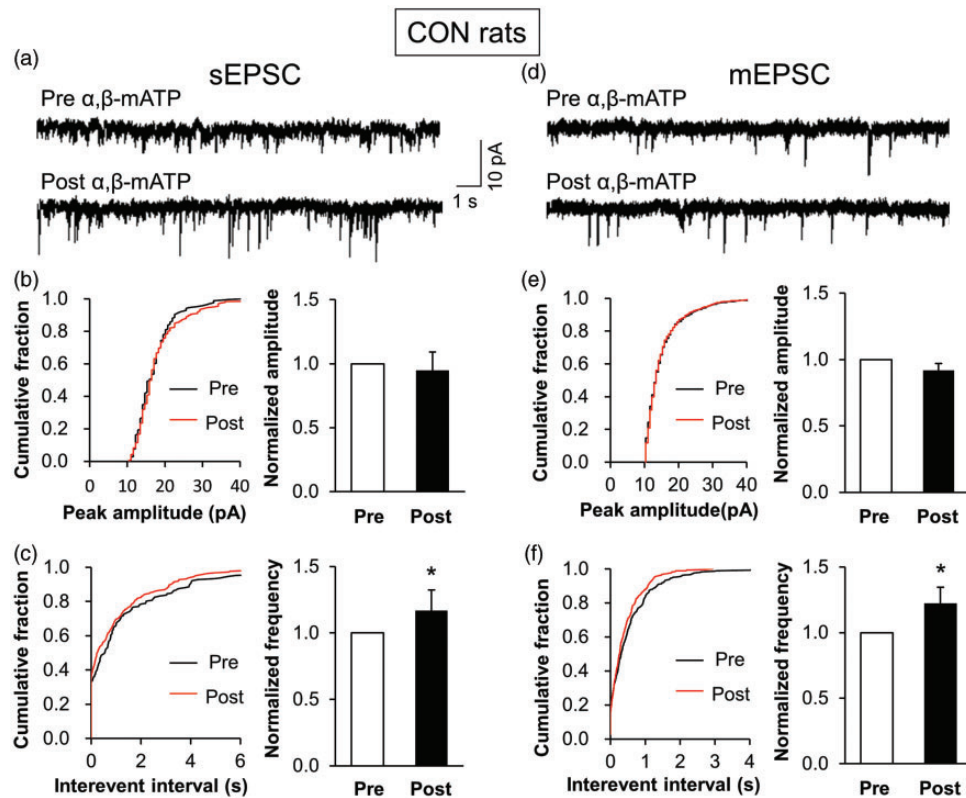 CON rats
(a)
sEPSC
Pre α,β-mATP
Post α,β-mATP
10 pA
1 s
(d)
mEPSC
Pre α,β-mATP
Post α,β-mATP
(b)
Cumulative fraction
1.0
0.8
0.6
0.4
0.2
0.0
Pre
Post
0 10 20 30 40
Peak amplitude (pA)
Normalized amplitude
1.5
1.0
0.5
0.0
Pre Post
(e)
Cumulative fraction
1.0
0.8
0.6
0.4
0.2
0.0
Pre
Post
0 10 20 30 40
Peak amplitude(pA)
Normalized amplitude
1.5
1.0
0.5
0.0
Pre Post
(c)
Cumulative fraction
1.0
0.8
0.6
0.4
0.2
0.0
Pre
Post
0 2 4 6
Interevent interval (s)
Normalized frequency
1.5
1.0
0.5
0.0
*
Pre Post
(f)
Cumulative fraction
1.0
0.8
0.6
0.4
0.2
0.0
Pre
Post
0 1 2 3 4
Interevent interval (s)
Normalized frequency
1.5
1.0
0.5
0.0
*
Pre Post